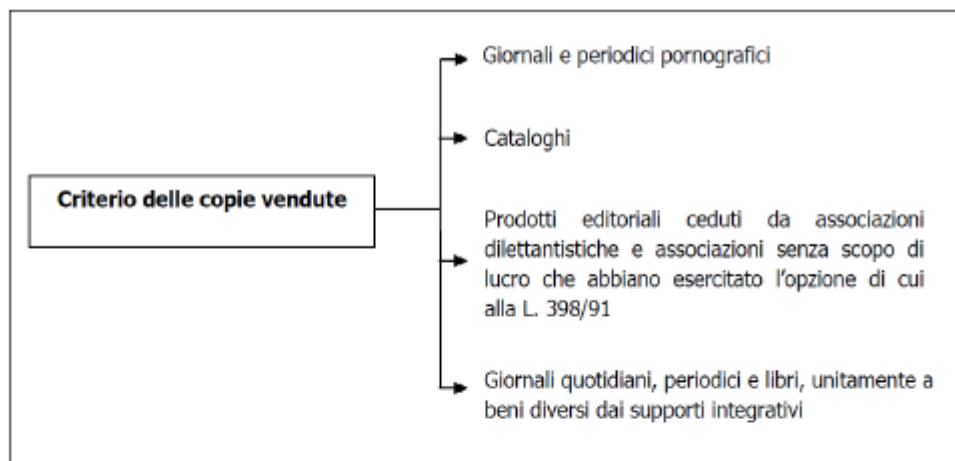 Giornali e periodici pornografici
Cataloghi
Criterio delle copie vendute
Prodotti editoriali ceduti da associazioni
dilettantistiche e associazioni senza scopo di
lucro che abbiano esercitato l'opzione di cui
alla L. 398/91
Giornali quotidiani, periodici e libri, unitamente a
beni diversi dai supporti integrativi